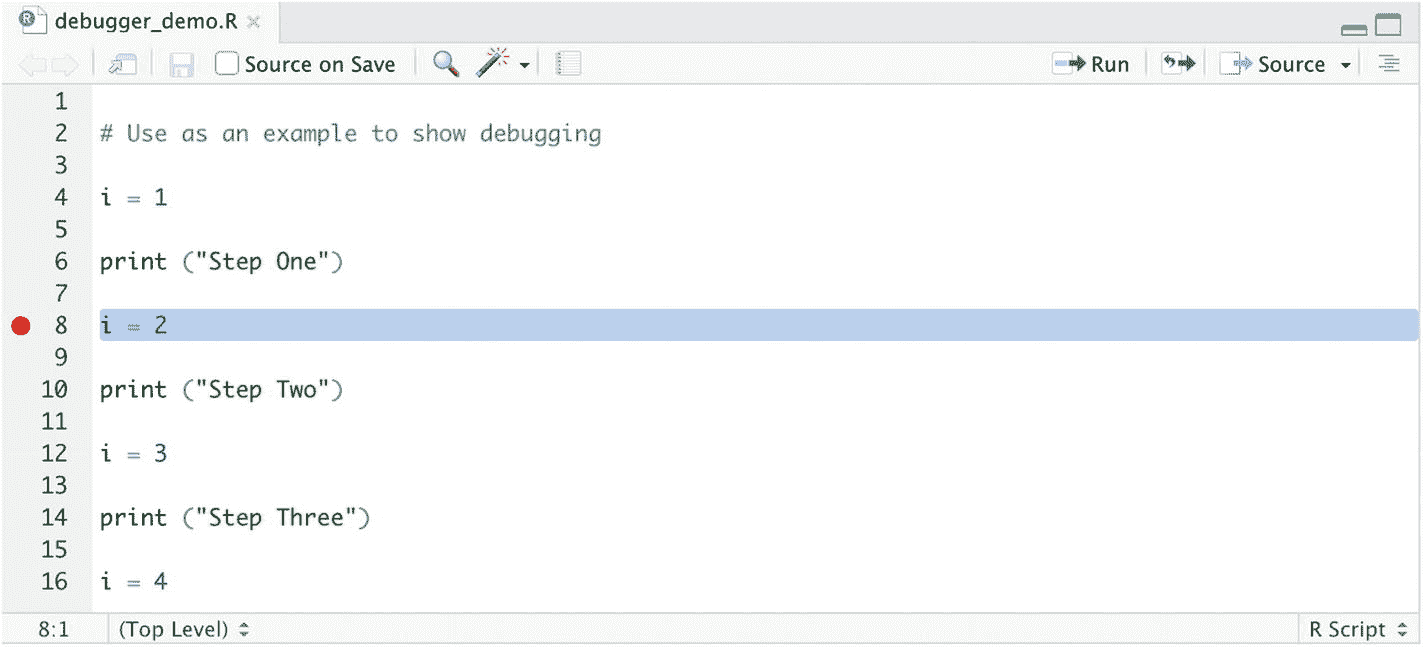 debugger_demo.R
Source on Save Run Source
1
2 # Use as an example to show debugging
3
4 i = 1
5
6 print ("Step One")
7
8 i = 2
9
10 print ("Step Two")
11
12 i = 3
13
14 print ("Step Three")
15
16 i = 4
8:1 (Top Level) R Script